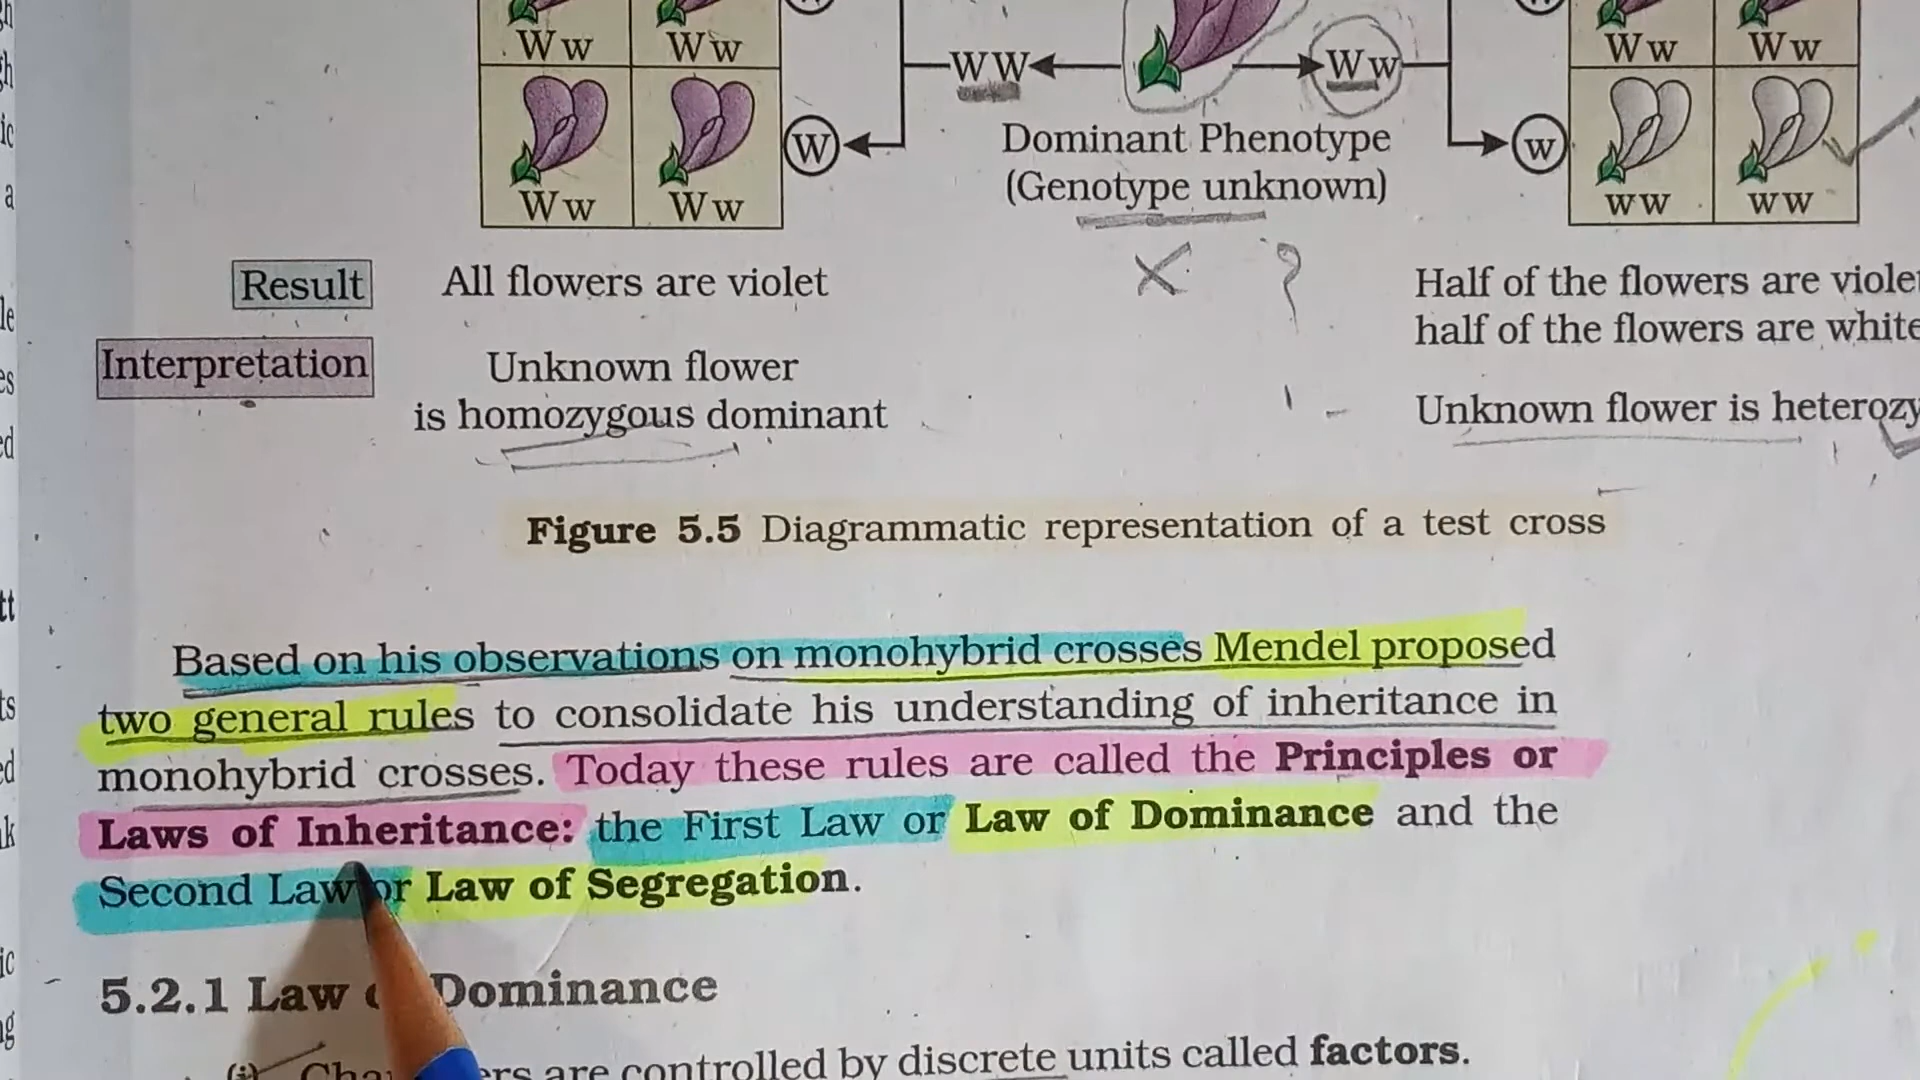 Ww Ww
Ww Ww
W
WW
Ww
Dominant Phenotype
(Genotype unknown)
w
Ww Ww
ww ww
Result
All flowers are violet
Half of the flowers are
half of the flowers are white
Interpretation
Unknown flower
is homozygous dominant
Unknown flower is
Figure 5.5 Diagrammatic representation of a test cross
Based on his observations on monohybrid crosses Mendel proposed
two general rules to consolidate his understanding of inheritance in
monohybrid crosses. Today these rules are called the Principles or
Laws of Inheritance: the First Law or Law of Dominance and the
Second Law or Law of Segregation.
5.2.1 Law Dominance
(i) are controlled by discrete units called factors.